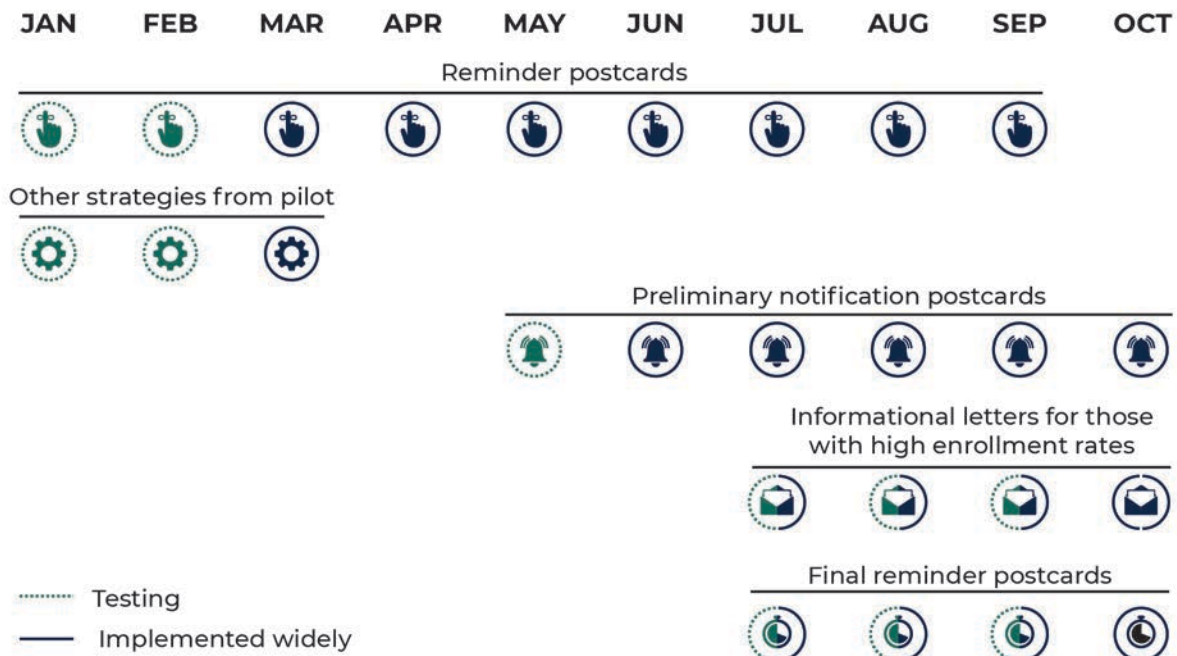 JAN FEB MAR APR MAY JUN JUL AUG SEP OCT
Reminder postcards
Other strategies from pilot
Preliminary notification postcards
Informational letters for those
with high enrollment rates
Final reminder postcards
Testing
Implemented widely